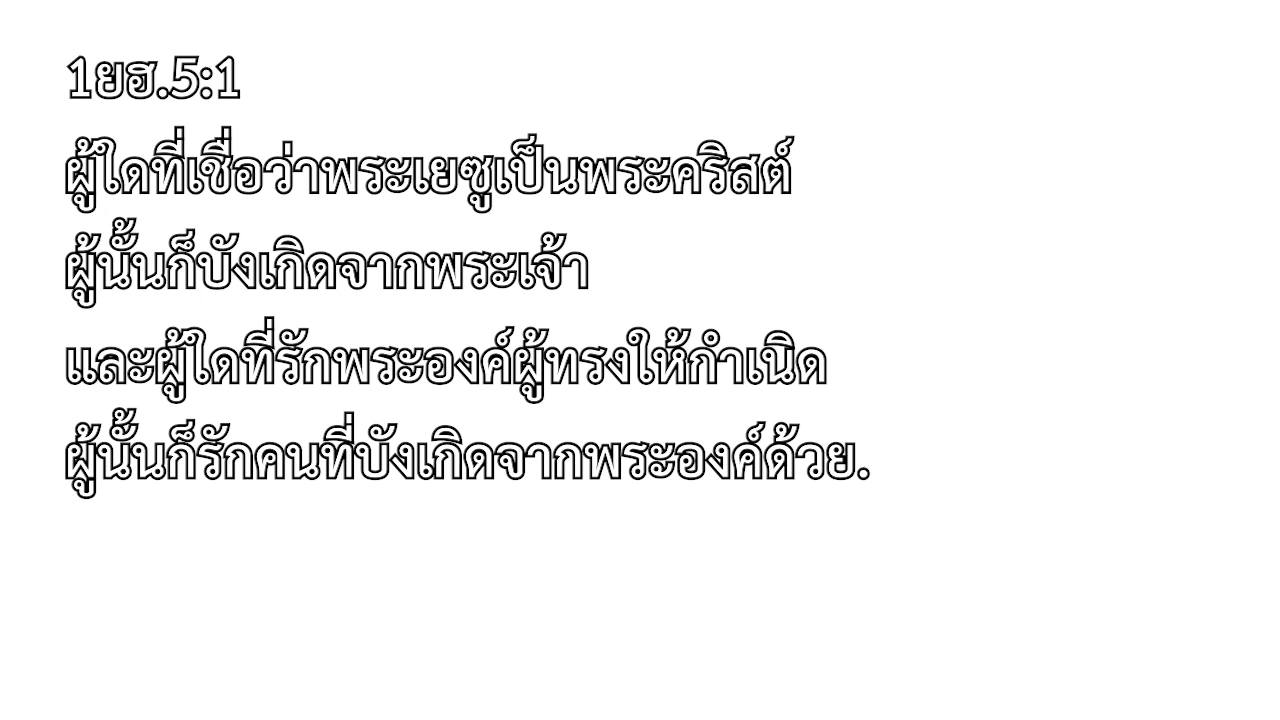 1ยฮ.5:1
ผู้ใดที่เชื่อว่าพระเยซูเป็นพระคริสต์
ผู้นั้นก็บังเกิดจากพระเจ้า
และผู้ใดที่รักพระองค์ผู้ทรงให้กำเนิด
ผู้นั้นก็รักคนที่บังเกิดจากพระองค์ด้วย.